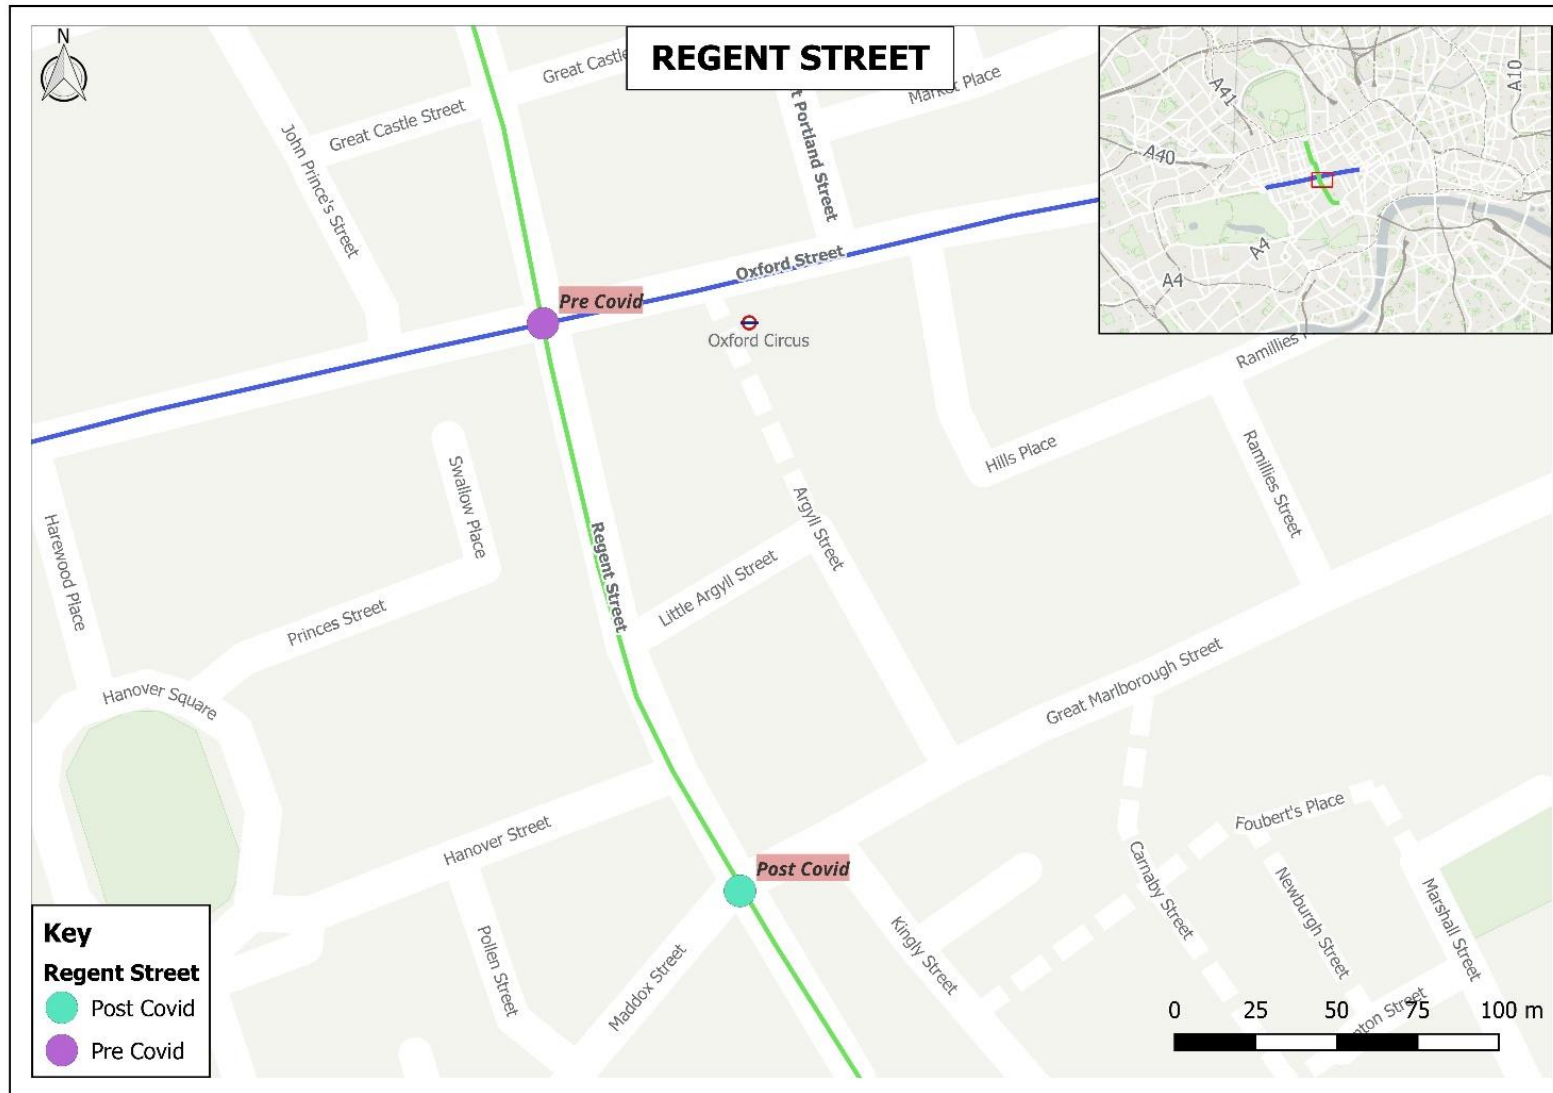 N
REGENT STREET
Great Castle
Great Castle Street
John Prince's Street
t Portland Street
Market Place
A41
A10
A40
A4
A4
Oxford Street
Pre Covid
Oxford Circus
Ramillies
Hills Place
Ramillies Street
Swallow Place
Argyll Street
Harewood Place
Regent Street
Little Argyll Street
Princes Street
Hanover Square
Great Marlborough Street
Hanover Street
Foubert's Place
Post Covid
Carnaby Street
Newburgh Street
Marshall Street
Kingly Street
Pollen Street
Maddox Street
nton Street
Key
Regent Street
Post Covid
Pre Covid
0 25 50 75 100 m